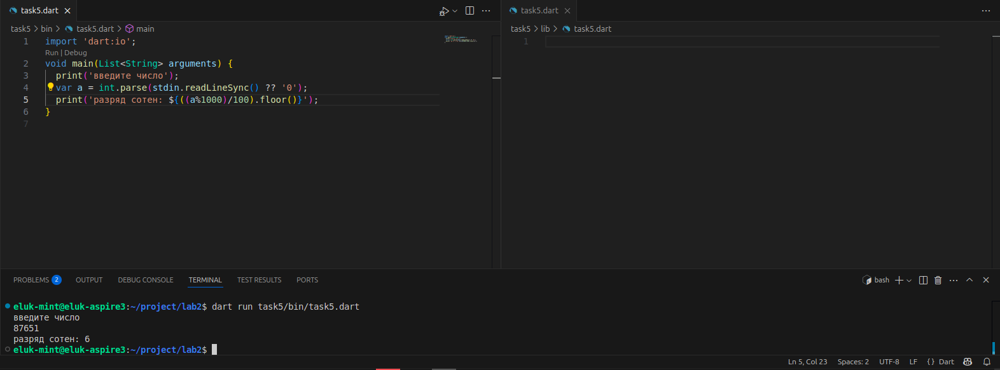 task5.dart
task5 > bin > task5.dart > main
1 import 'dart:io';
Run | Debug
2 void main(List<String> arguments) {
3 print('введите число');
4 var a = int.parse(stdin.readLineSync() ?? '0');
5 print('разряд сотен: ${((a%1000)/100).floor()}');
6 }
7
task5.dart
task5 > lib > task5.dart
1
PROBLEMS 2 OUTPUT DEBUG CONSOLE TERMINAL TEST RESULTS PORTS
bash
eluk-mint@eluk-aspire3:~/project/lab2$ dart run task5/bin/task5.dart
введите число
87651
разряд сотен: 6
eluk-mint@eluk-aspire3:~/project/lab2$
Ln 5, Col 23 Spaces: 2 UTF-8 LF {} Dart